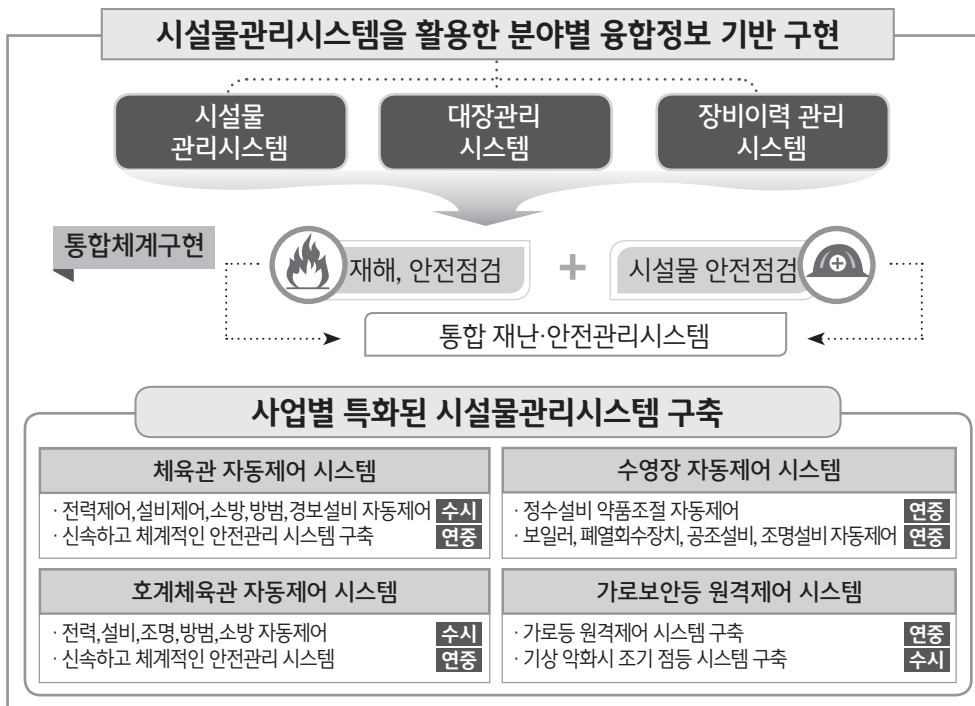 시설물관리시스템을 활용한 분야별 융합정보 기반 구현
시설물
관리시스템
대장관리
시스템
장비이력 관리
시스템
통합체계구현
재해, 안전점검
+
시설물 안전점검
통합 재난·안전관리시스템
사업별 특화된 시설물관리시스템 구축
체육관 자동제어 시스템
· 전력제어,설비제어,소방,방범,경보설비 자동제어 수시
· 신속하고 체계적인 안전관리 시스템 구축 연중
수영장 자동제어 시스템
· 정수설비 약품조절 자동제어 연중
· 보일러, 폐열회수장치, 공조설비, 조명설비 자동제어 연중
호계체육관 자동제어 시스템
· 전력,설비,조명,방범,소방 자동제어 수시
· 신속하고 체계적인 안전관리 시스템 연중
가로보안등 원격제어 시스템
· 가로등 원격제어 시스템 구축 연중
· 기상 악화시 조기 점등 시스템 구축 수시